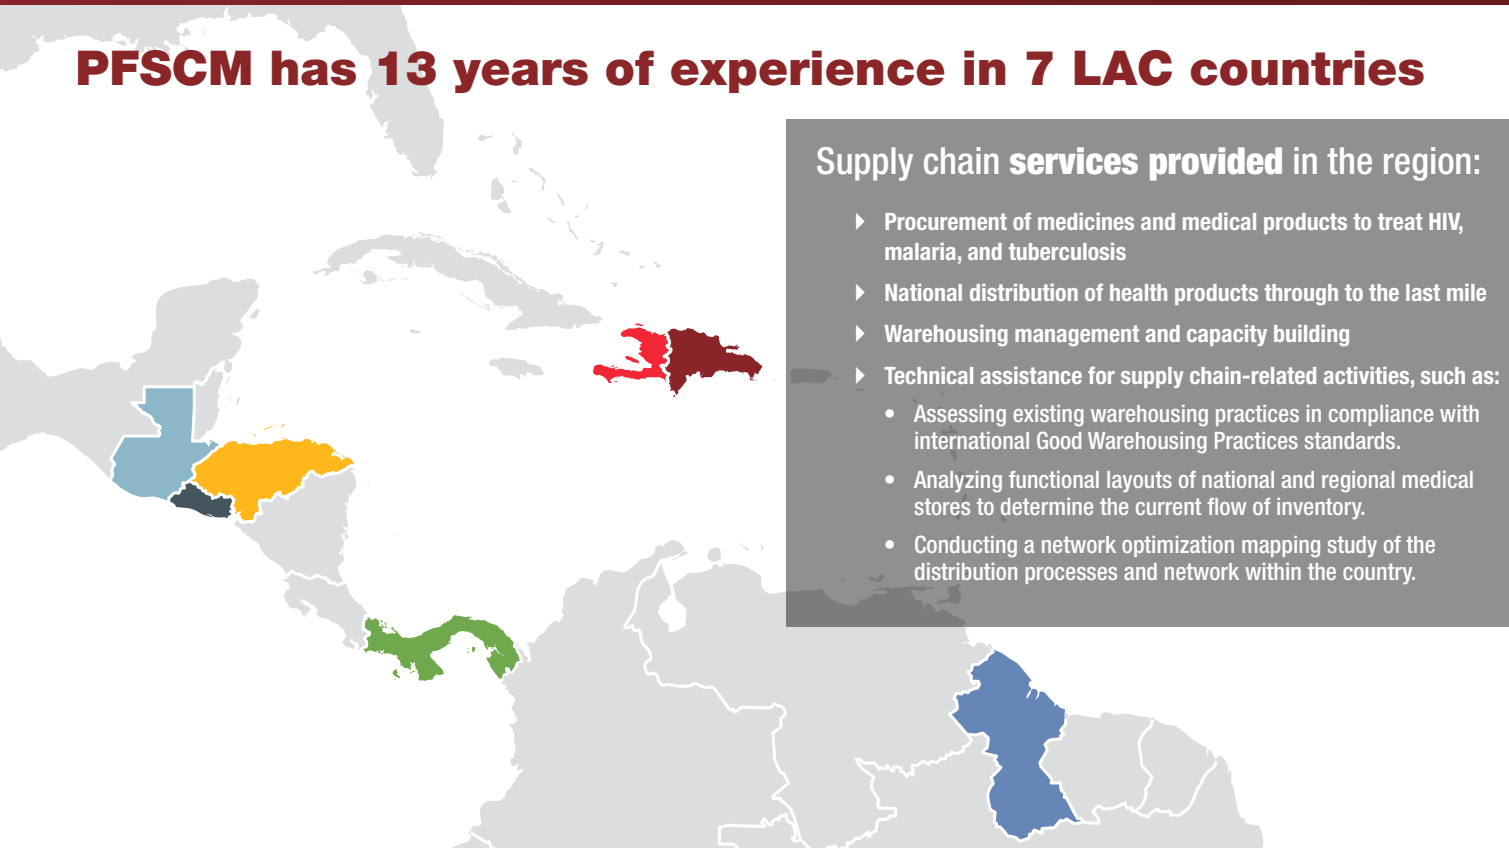 PFSCM has 13 years of experience in 7 LAC countries
Supply chain services provided in the region:
Procurement of medicines and medical products to treat HIV,
malaria, and tuberculosis
National distribution of health products through to the last mile
Warehousing management and capacity building
Technical assistance for supply chain-related activities, such as:
• Assessing existing warehousing practices in compliance with
international Good Warehousing Practices standards.
• Analyzing functional layouts of national and regional medical
stores to determine the current flow of inventory.
• Conducting a network optimization mapping study of the
distribution processes and network within the country.